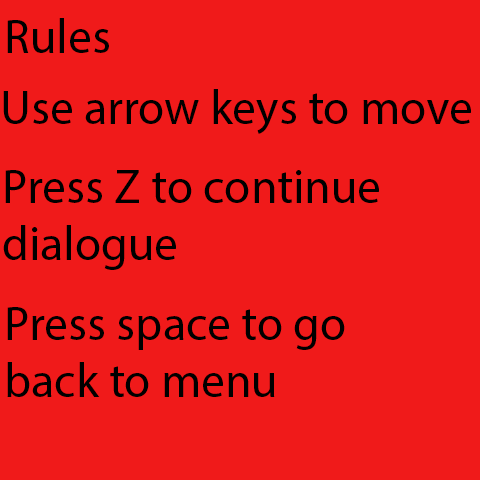 Rules
Use arrow keys to move
Press Z to continue
dialogue
Press space to go
back to menu